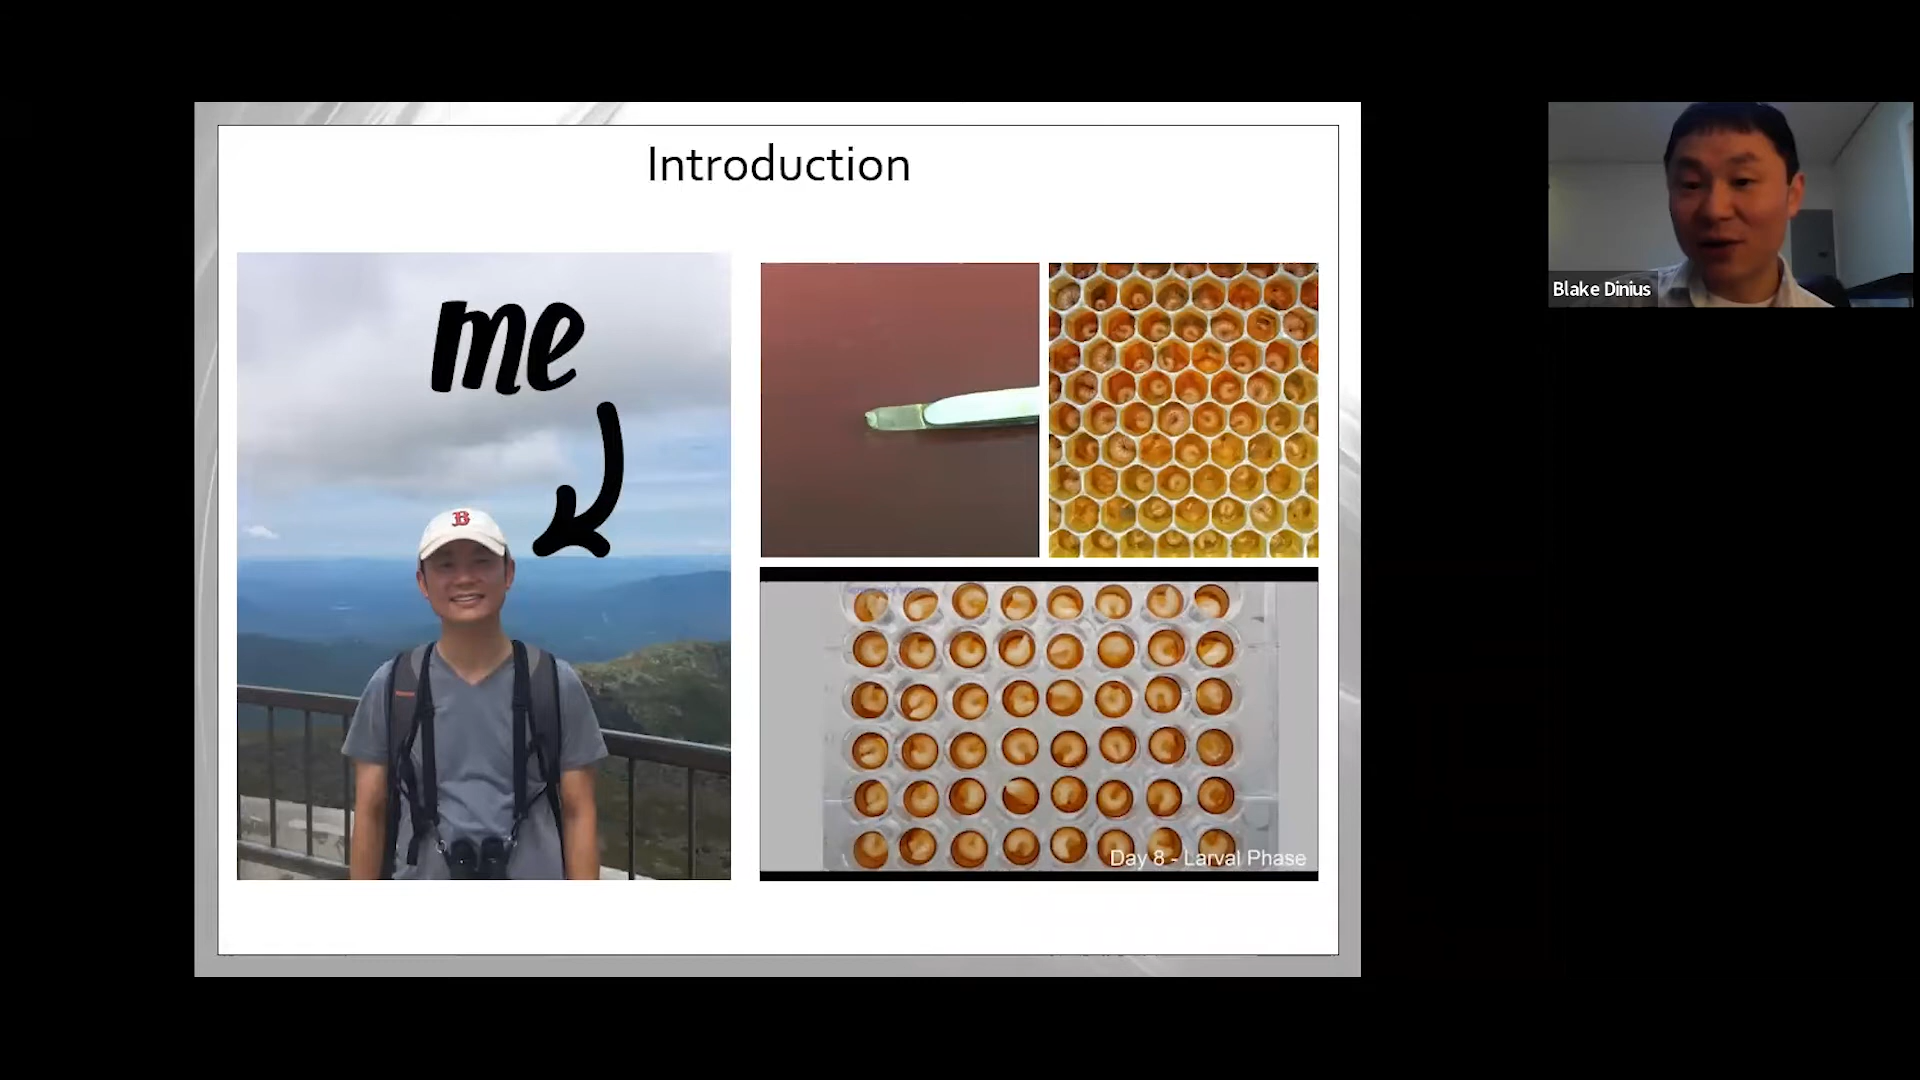 Introduction
me
B
Day 8 - Larval Phase
Blake Dinius